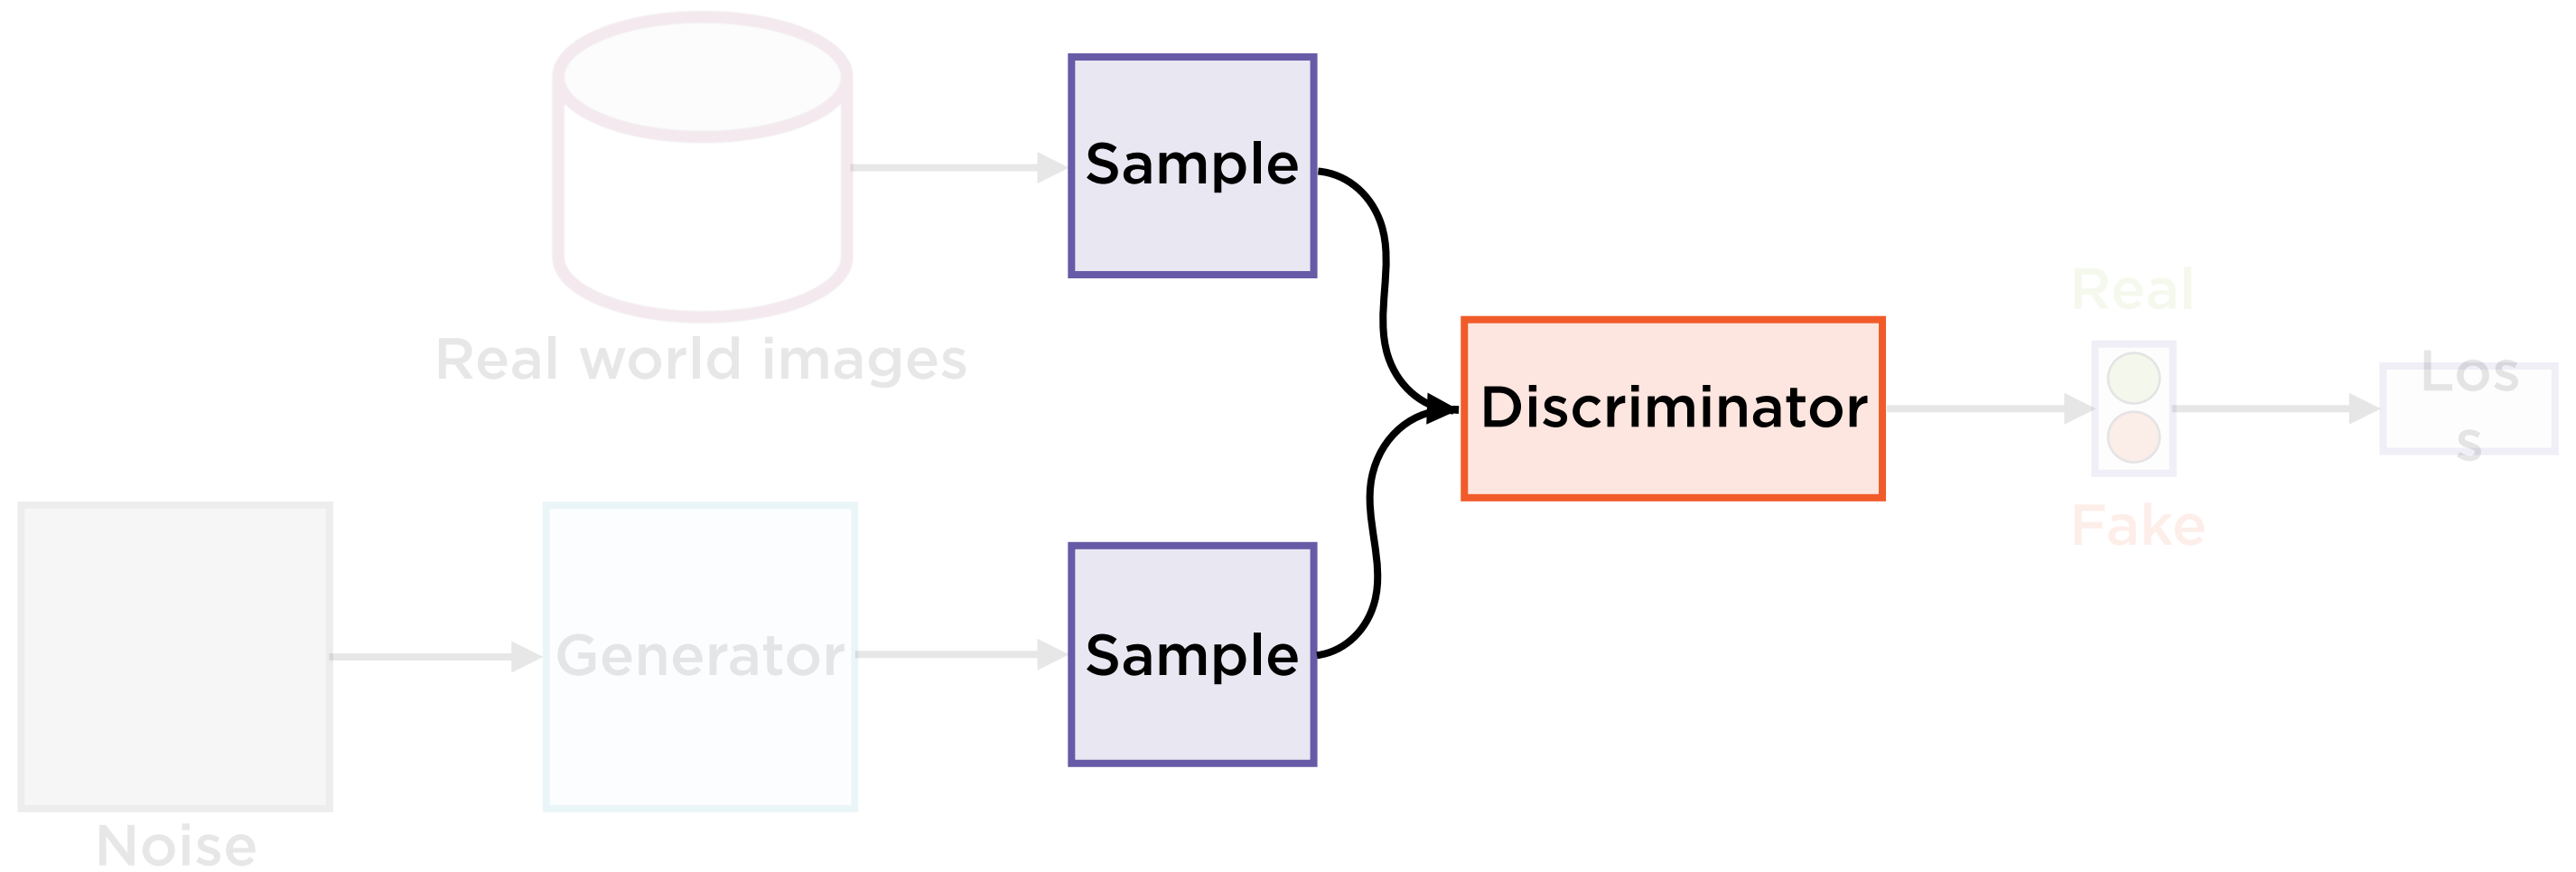 Sample
Real world images
Real
Discriminator
Los
s
Fake
Generator
Sample
Noise